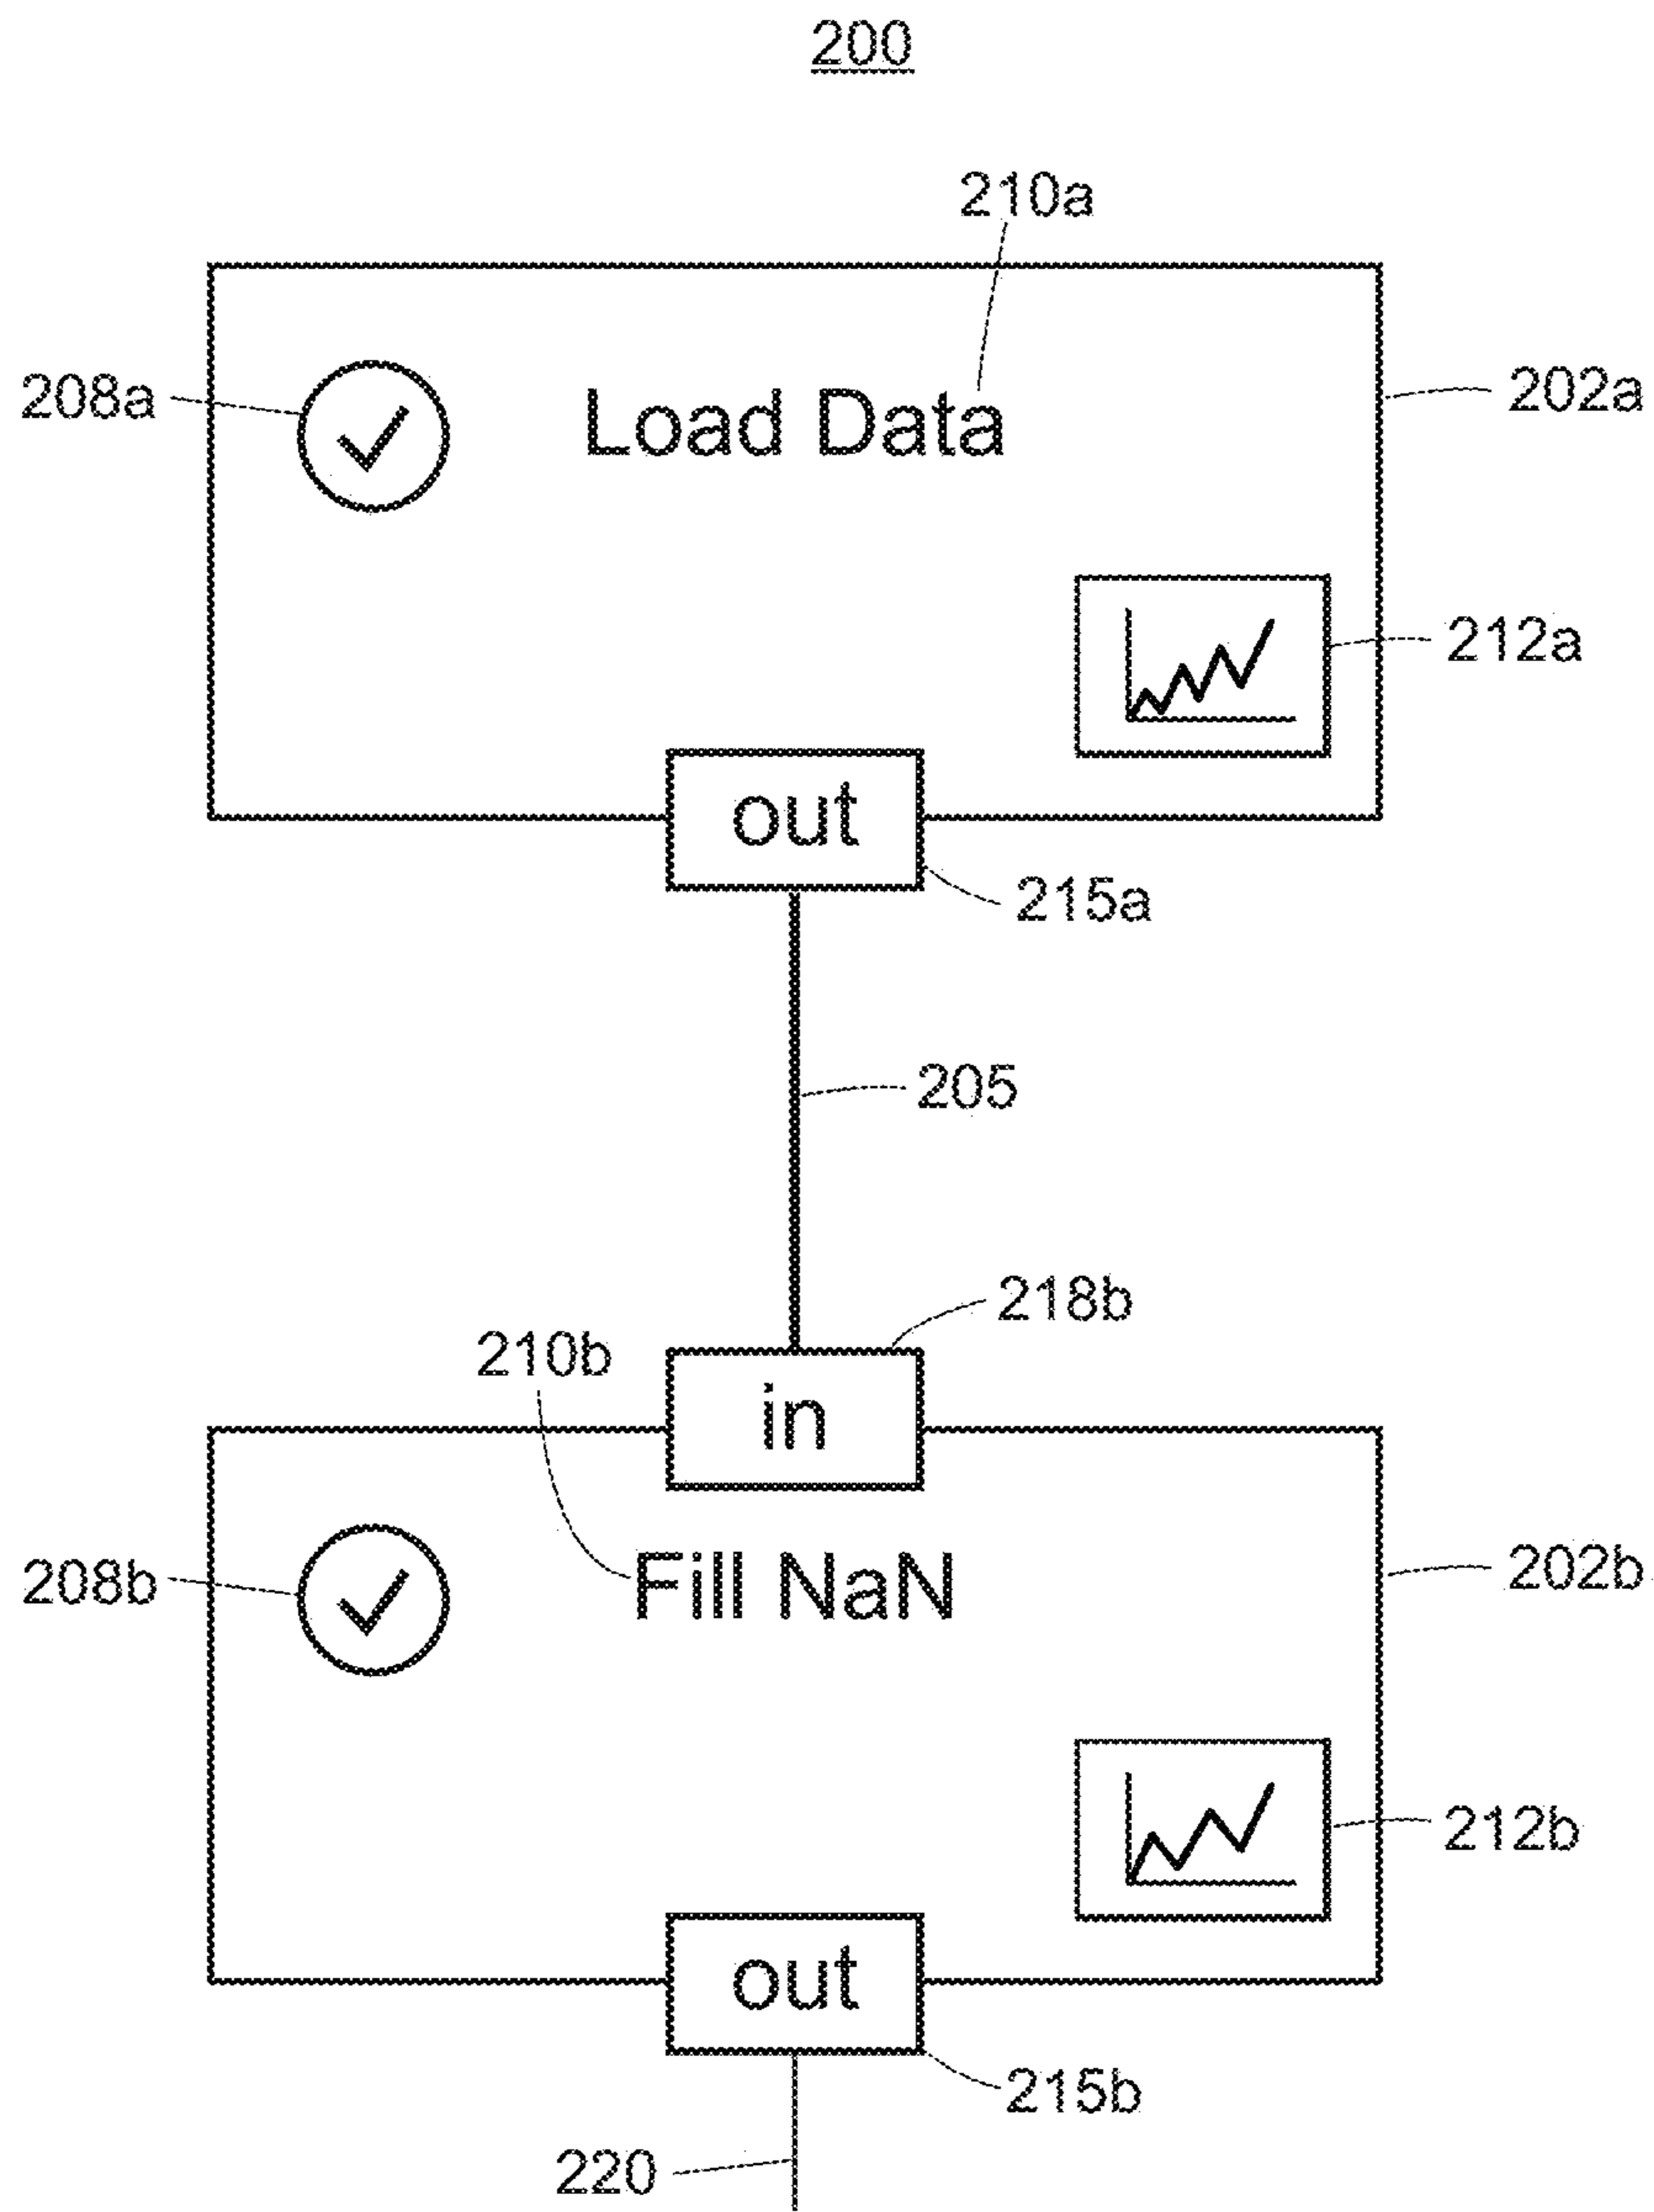 200
210a
208a
Load Data
202a
212a
out
215a
205
218b
210b
in
208b
Fill NaN
202b
212b
out
215b
220